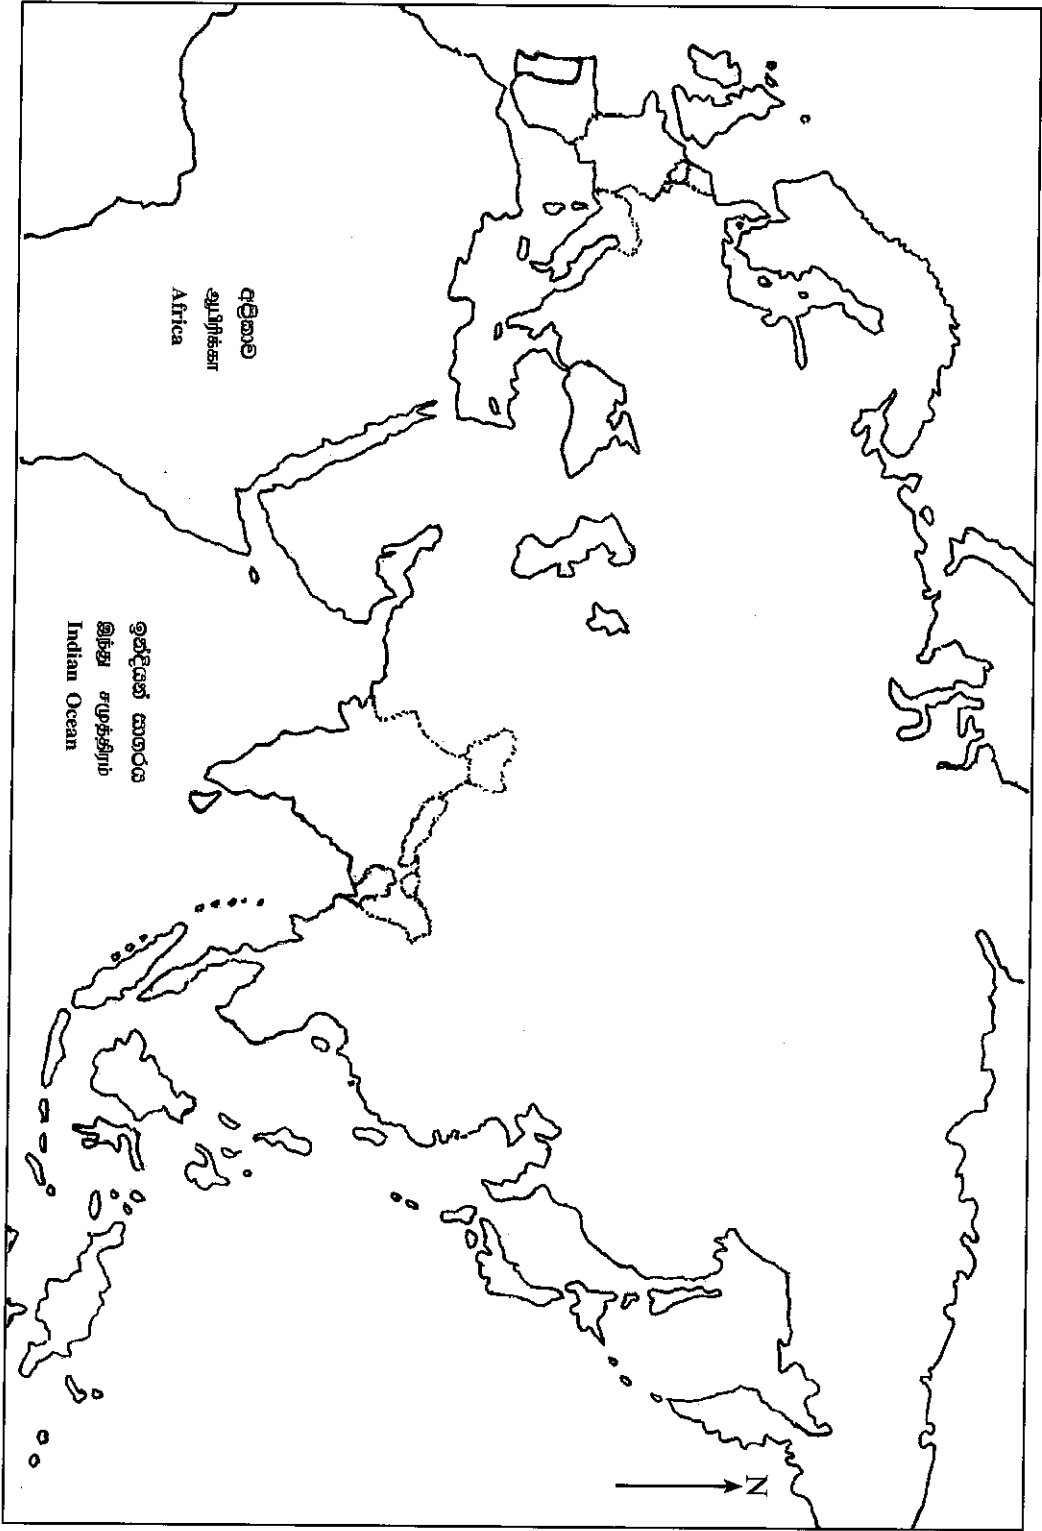 අප්‍රිකාව
ஆபிரிக்கா
Africa
ඉන්දියන් සාගරය
இந்து சமுத்திரம்
Indian Ocean
N